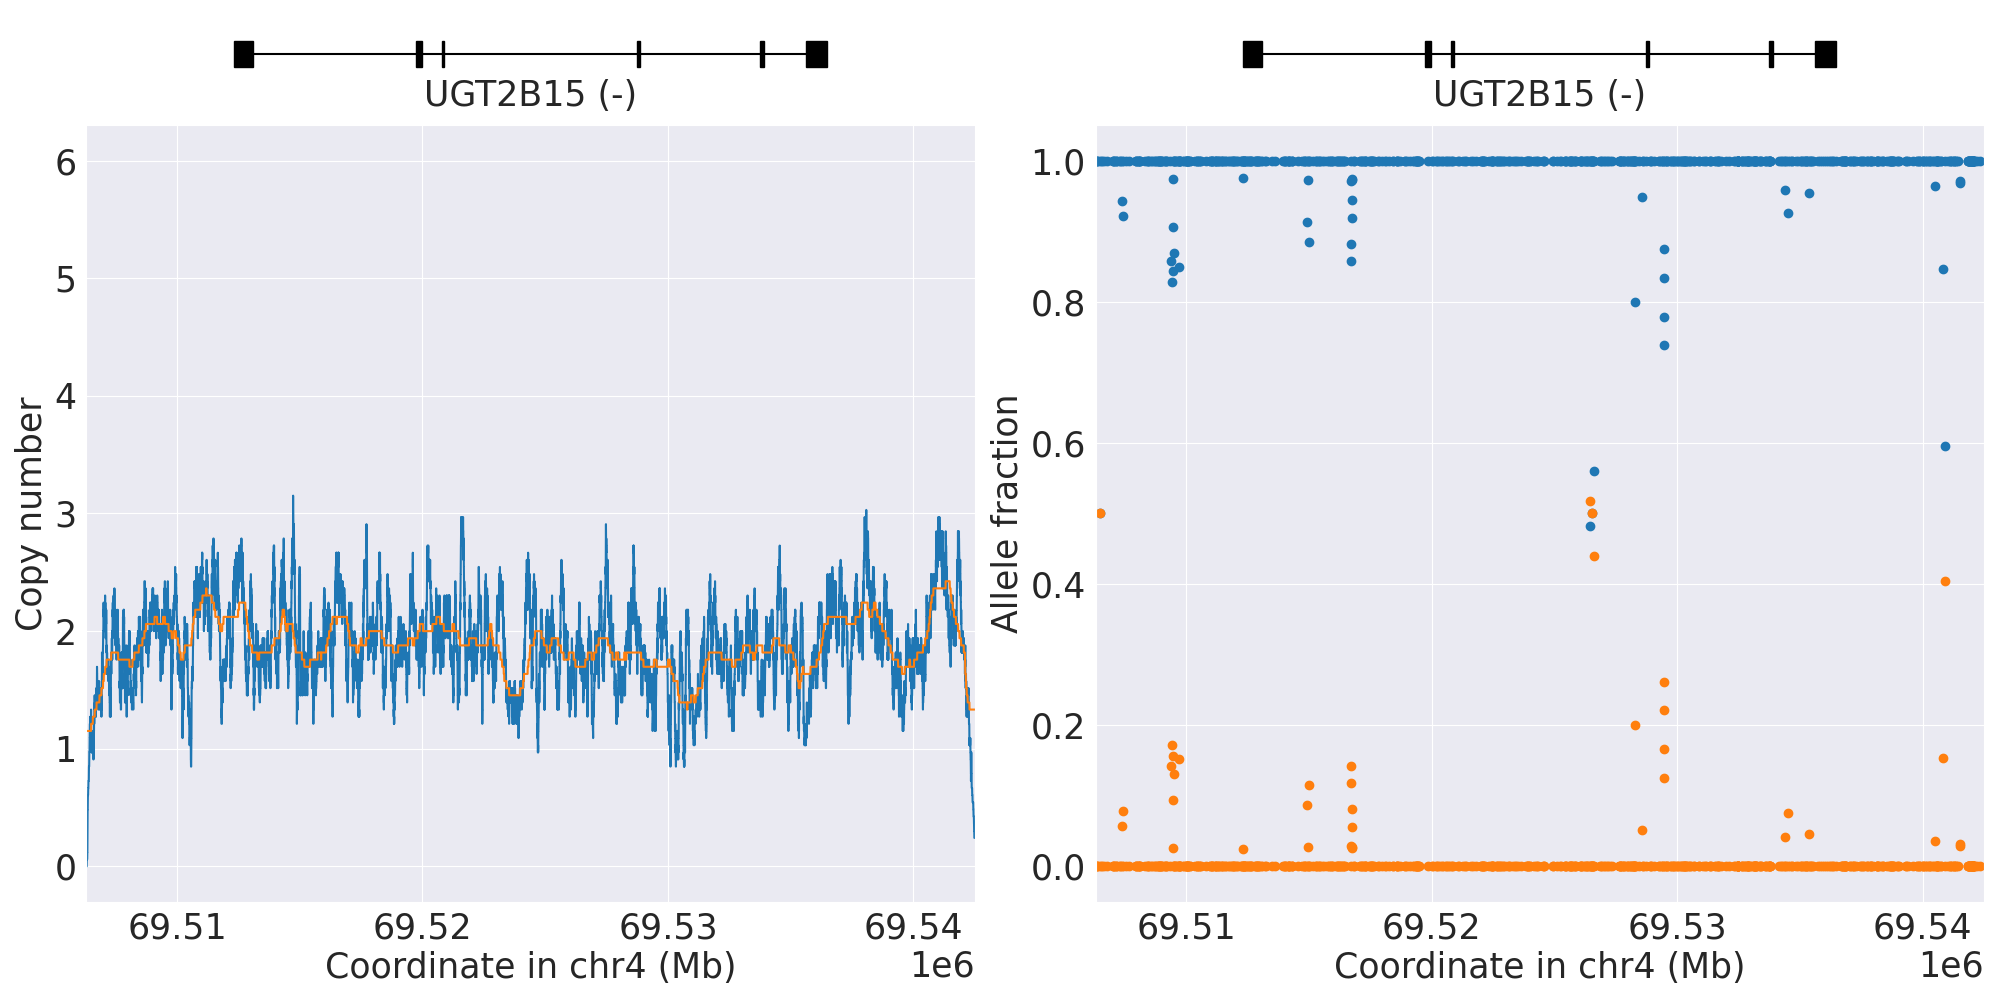 UGT2B15 (-)
6
5
4
3
2
1
0
Copy number
69.51 69.52 69.53 69.54
Coordinate in chr4 (Mb)
1e6
UGT2B15 (-)
1.0
0.8
0.6
0.4
0.2
0.0
Allele fraction
69.51 69.52 69.53 69.54
Coordinate in chr4 (Mb)
1e6